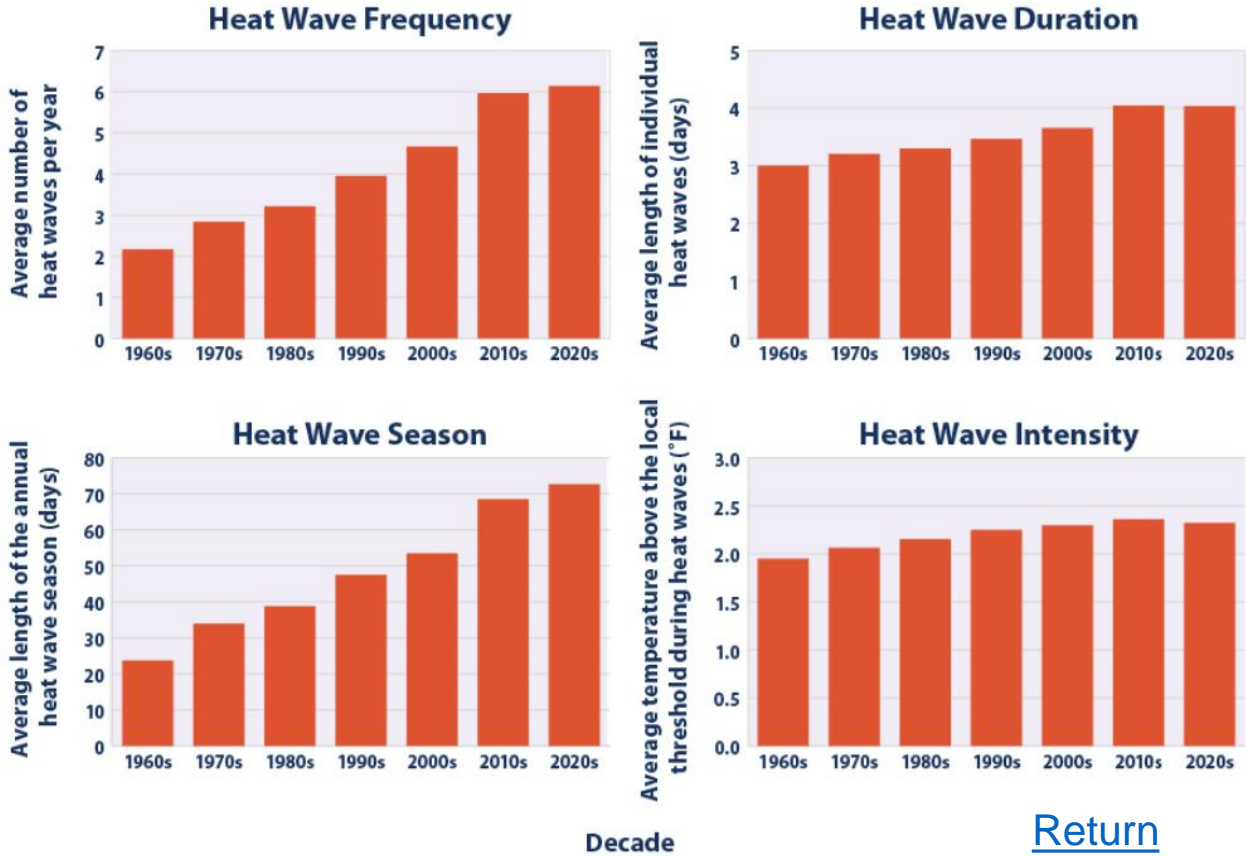 Heat Wave Frequency
Average number of
heat waves per year
7
6
5
4
3
2
1
0
1960s 1970s 1980s 1990s 2000s 2010s 2020s
Heat Wave Duration
Average length of individual
heat waves (days)
5
4
3
2
1
0
1960s 1970s 1980s 1990s 2000s 2010s 2020s
Heat Wave Season
Average length of the annual
heat wave season (days)
80
70
60
50
40
30
20
10
0
1960s 1970s 1980s 1990s 2000s 2010s 2020s
Heat Wave Intensity
Average temperature above the local
threshold during heat waves (°F)
3.0
2.5
2.0
1.5
1.0
0.5
0.0
1960s 1970s 1980s 1990s 2000s 2010s 2020s
Decade
Return